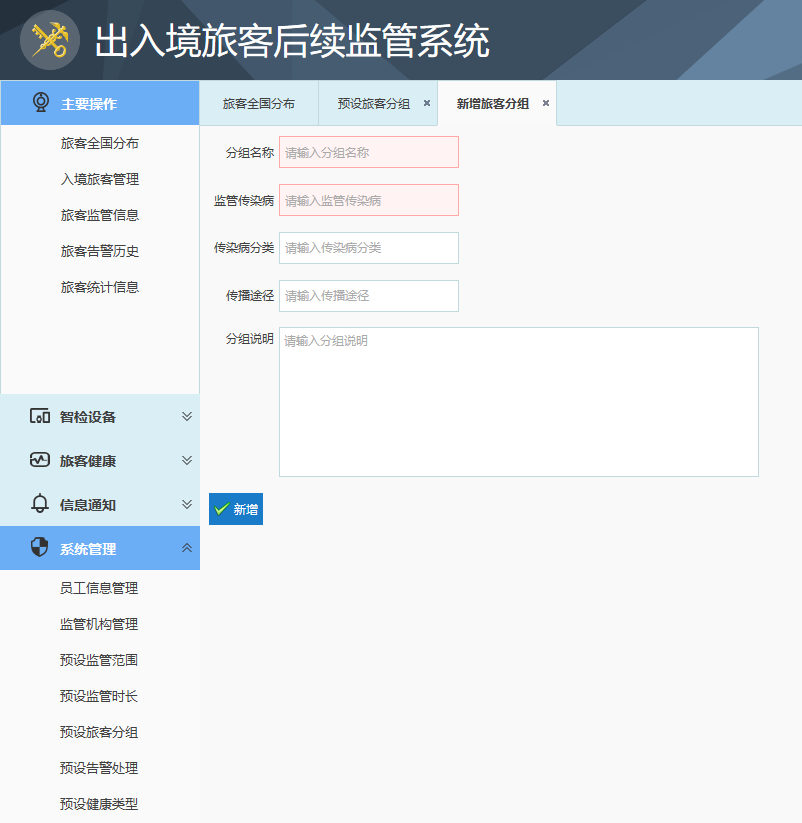 出入境旅客后续监管系统
主要操作
旅客全国分布
入境旅客管理
旅客监管信息
旅客告警历史
旅客统计信息
智检设备
旅客健康
信息通知
系统管理
员工信息管理
监管机构管理
预设监管范围
预设监管时长
预设旅客分组
预设告警处理
预设健康类型
旅客全国分布 预设旅客分组 × 新增旅客分组 ×
分组名称 请输入分组名称
监管传染病 请输入监管传染病
传染病分类 请输入传染病分类
传播途径 请输入传播途径
分组说明 请输入分组说明
新增